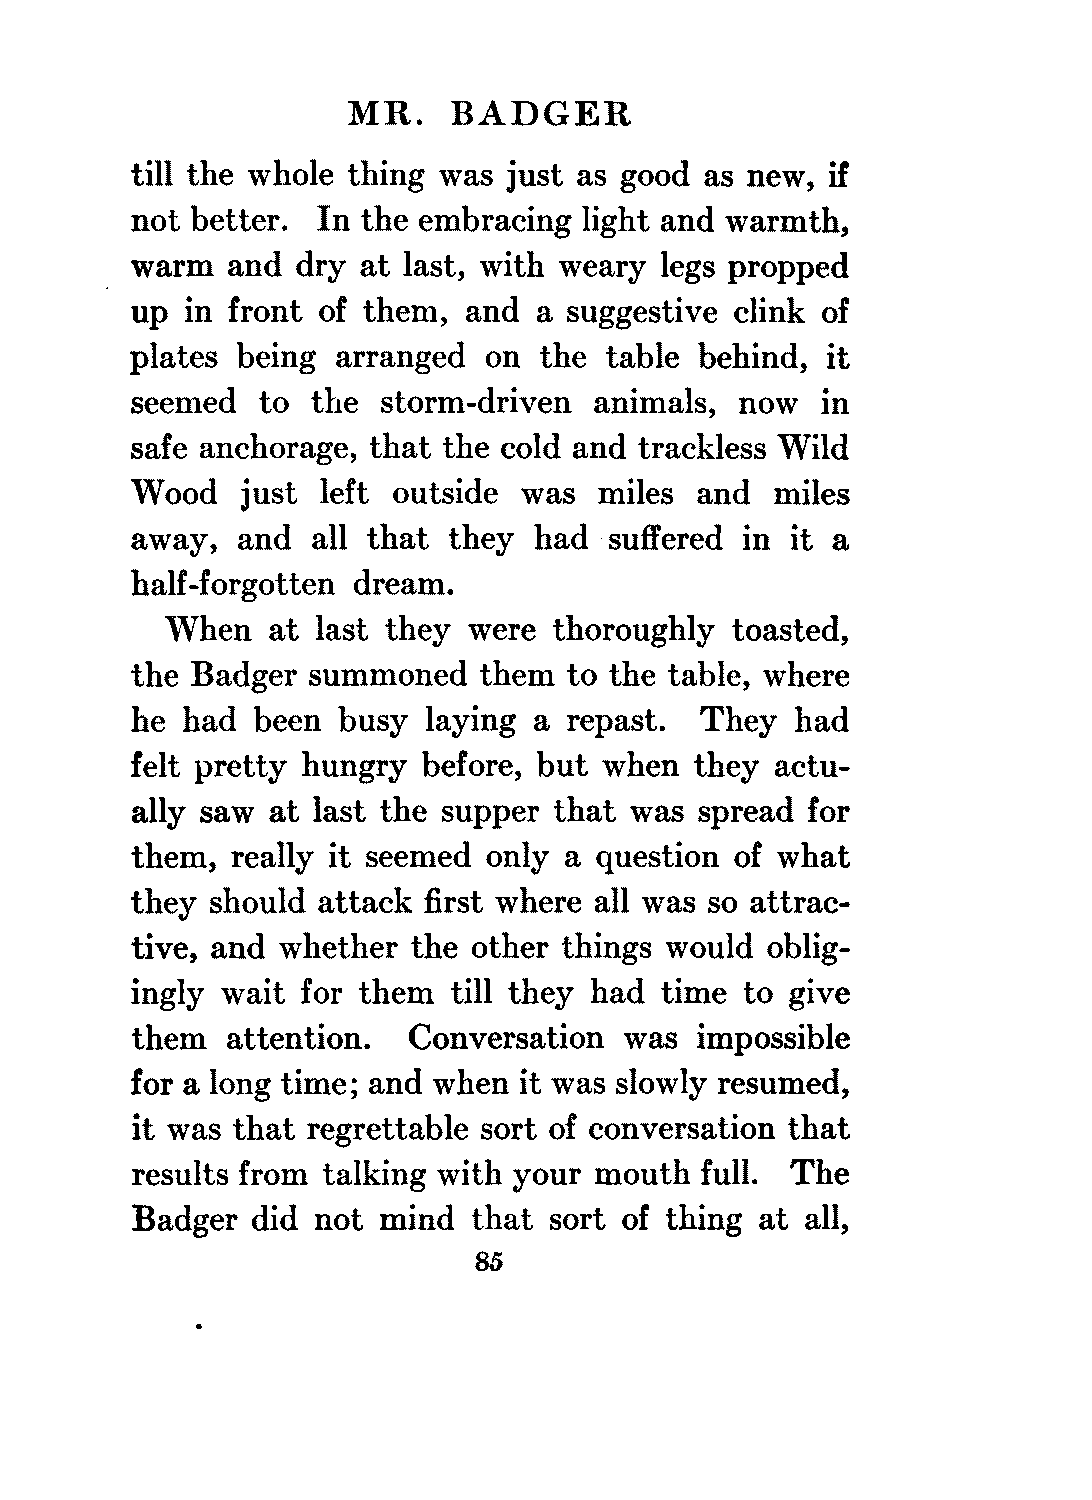 MR. BADGER
till the whole thing was just as good as new, if
not better. In the embracing light and warmth,
warm and dry at last, with weary legs propped
up in front of them, and a suggestive clink of
plates being arranged on the table behind, it
seemed to the storm-driven animals, now in
safe anchorage, that the cold and trackless Wild
Wood just left outside was miles and miles
away, and all that they had suffered in it a
half-forgotten dream.
When at last they were thoroughly toasted,
the Badger summoned them to the table, where
he had been busy laying a repast. They had
felt pretty hungry before, but when they actu-
ally saw at last the supper that was spread for
them, really it seemed only a question of what
they should attack first where all was so attrac-
tive, and whether the other things would oblig-
ingly wait for them till they had time to give
them attention. Conversation was impossible
for a long time; and when it was slowly resumed,
it was that regrettable sort of conversation that
results from talking with your mouth full. The
Badger did not mind that sort of thing at all,
85